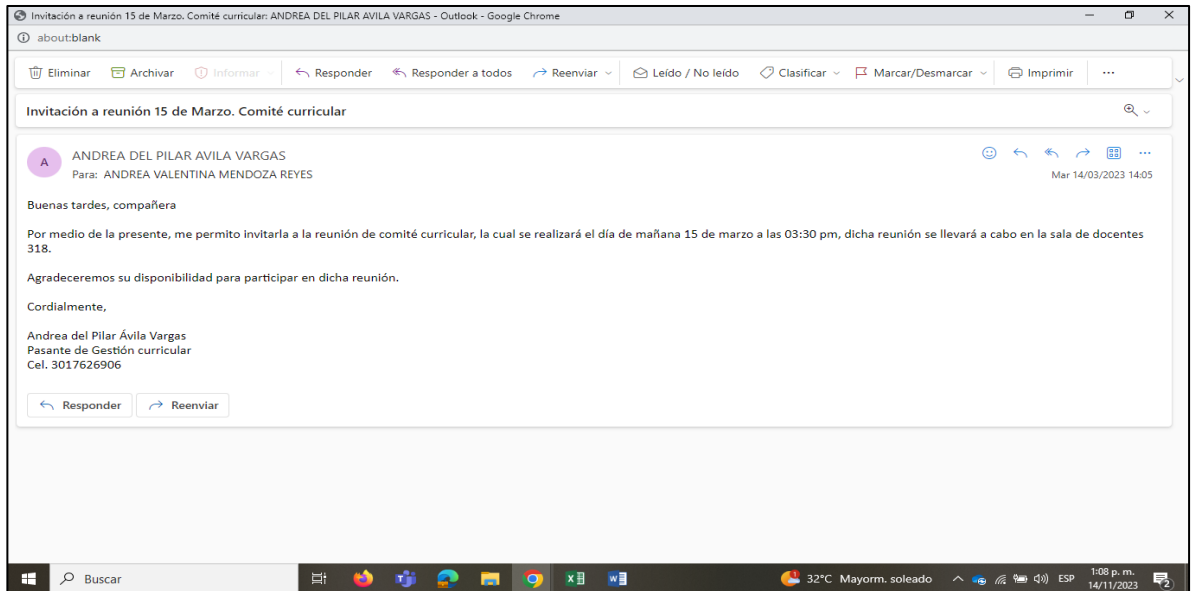 Invitación a reunión 15 de Marzo. Comité curricular: ANDREA DEL PILAR AVILA VARGAS - Outlook - Google Chrome
about:blank
Eliminar Archivar Informar Responder Responder a todos Reenviar Leído / No leído Clasificar Marcar/Desmarcar Imprimir ...
Invitación a reunión 15 de Marzo. Comité curricular
A ANDREA DEL PILAR AVILA VARGAS
Para: ANDREA VALENTINA MENDOZA REYES
Mar 14/03/2023 14:05
Buenas tardes, compañera
Por medio de la presente, me permito invitarla a la reunión de comité curricular, la cual se realizará el día de mañana 15 de marzo a las 03:30 pm, dicha reunión se llevará a cabo en la sala de docentes
318.
Agradeceremos su disponibilidad para participar en dicha reunión.
Cordialmente,
Andrea del Pilar Ávila Vargas
Pasante de Gestión curricular
Cel. 3017626906
Responder Reenviar
Buscar 32°C Mayorm. soleado ESP 1:08 p. m.
14/11/2023 2